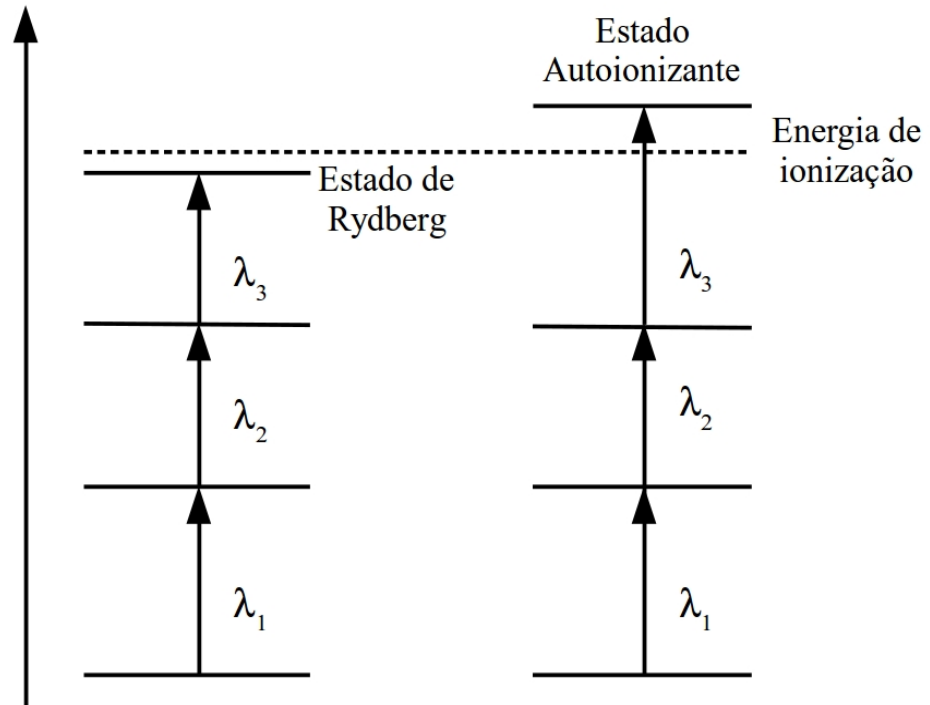 Estado
Autoionizante
Energia de
ionização
Estado de
Rydberg
λ3
λ3
λ2
λ2
λ1
λ1